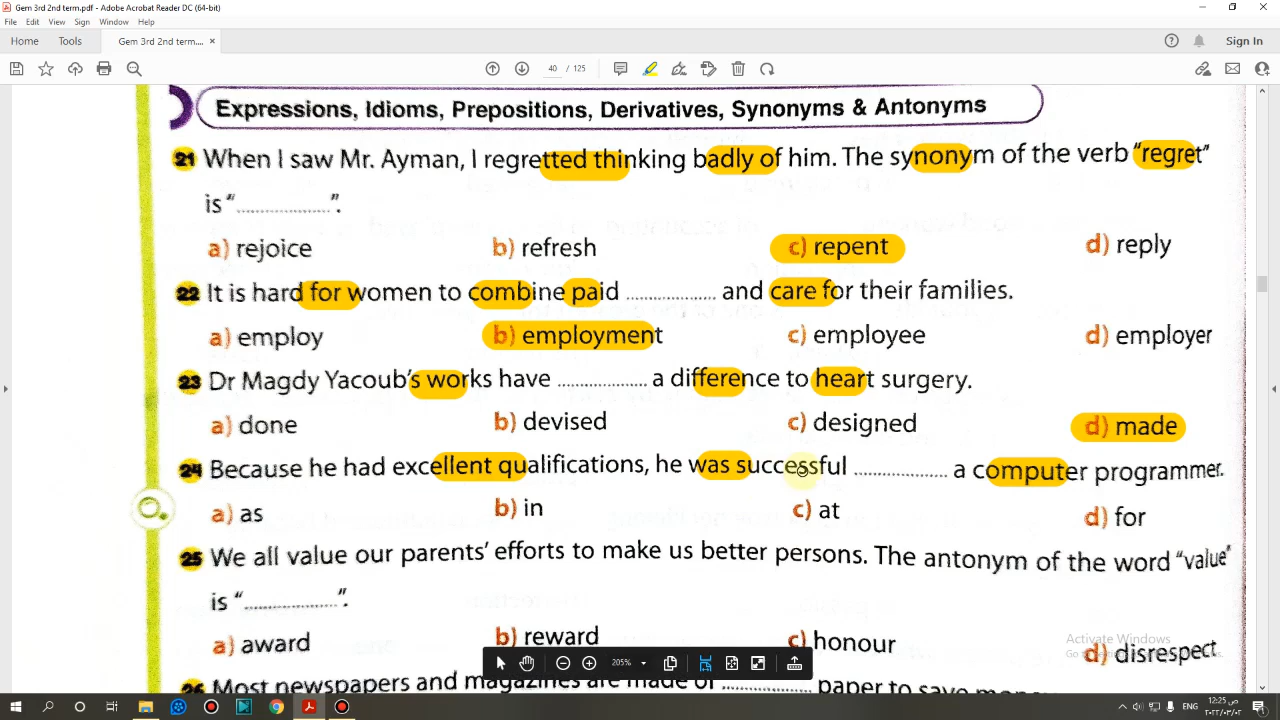 Gem 3rd 2nd term.pdf - Adobe Acrobat Reader DC (64-bit)
File Edit View Sign Window Help
Home Tools Gem 3rd 2nd term.... × Sign In
40 / 125
Expressions, Idioms, Prepositions, Derivatives, Synonyms & Antonyms
21 When I saw Mr. Ayman, I regretted thinking badly of him. The synonym of the verb "regret"
is "................".
a) rejoice b) refresh c) repent d) reply
22 It is hard for women to combine paid ................ and care for their families.
a) employ b) employment c) employee d) employer
23 Dr Magdy Yacoub's works have ................ a difference to heart surgery.
a) done b) devised c) designed d) made
24 Because he had excellent qualifications, he was successful ................ a computer programmer.
a) as b) in c) at d) for
25 We all value our parents' efforts to make us better persons. The antonym of the word "value"
is "................".
a) award b) reward c) honour d) disrespect
Activate Windows
205%
26 Most newspapers and magazines are made of ................ paper to save money
ENG
12:25 ص
٢٠٢٢/٠٣/٠٢